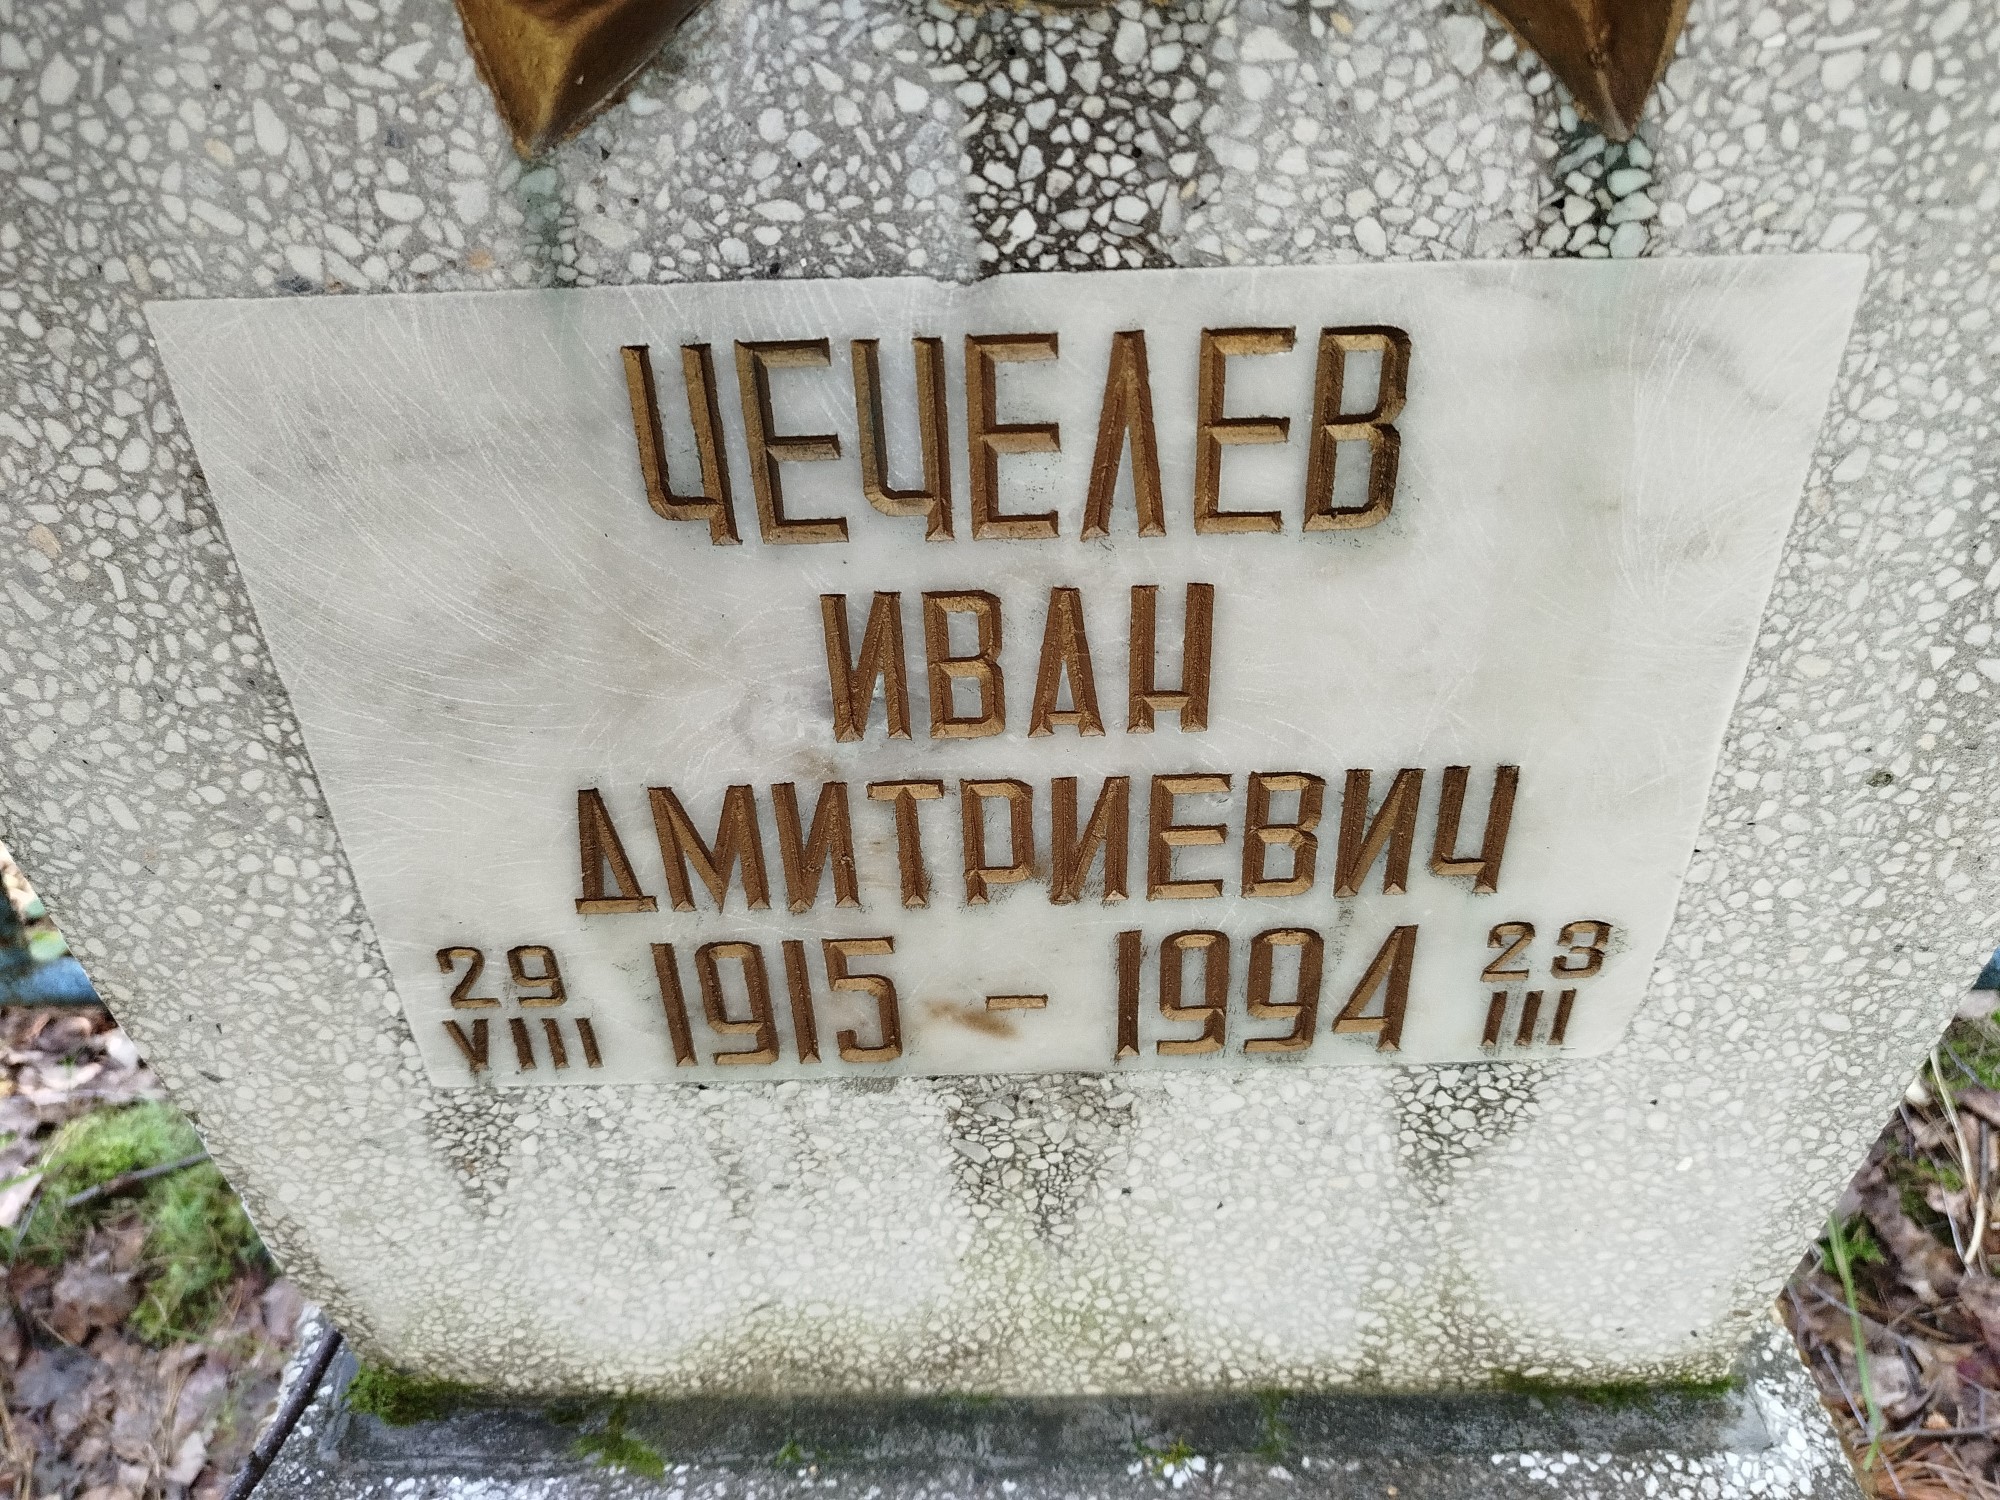 ЧЕЧЕЛЕВ
ИВАН
ДМИТРИЕВИЧ
29 VIII 1915 - 1994 23 III